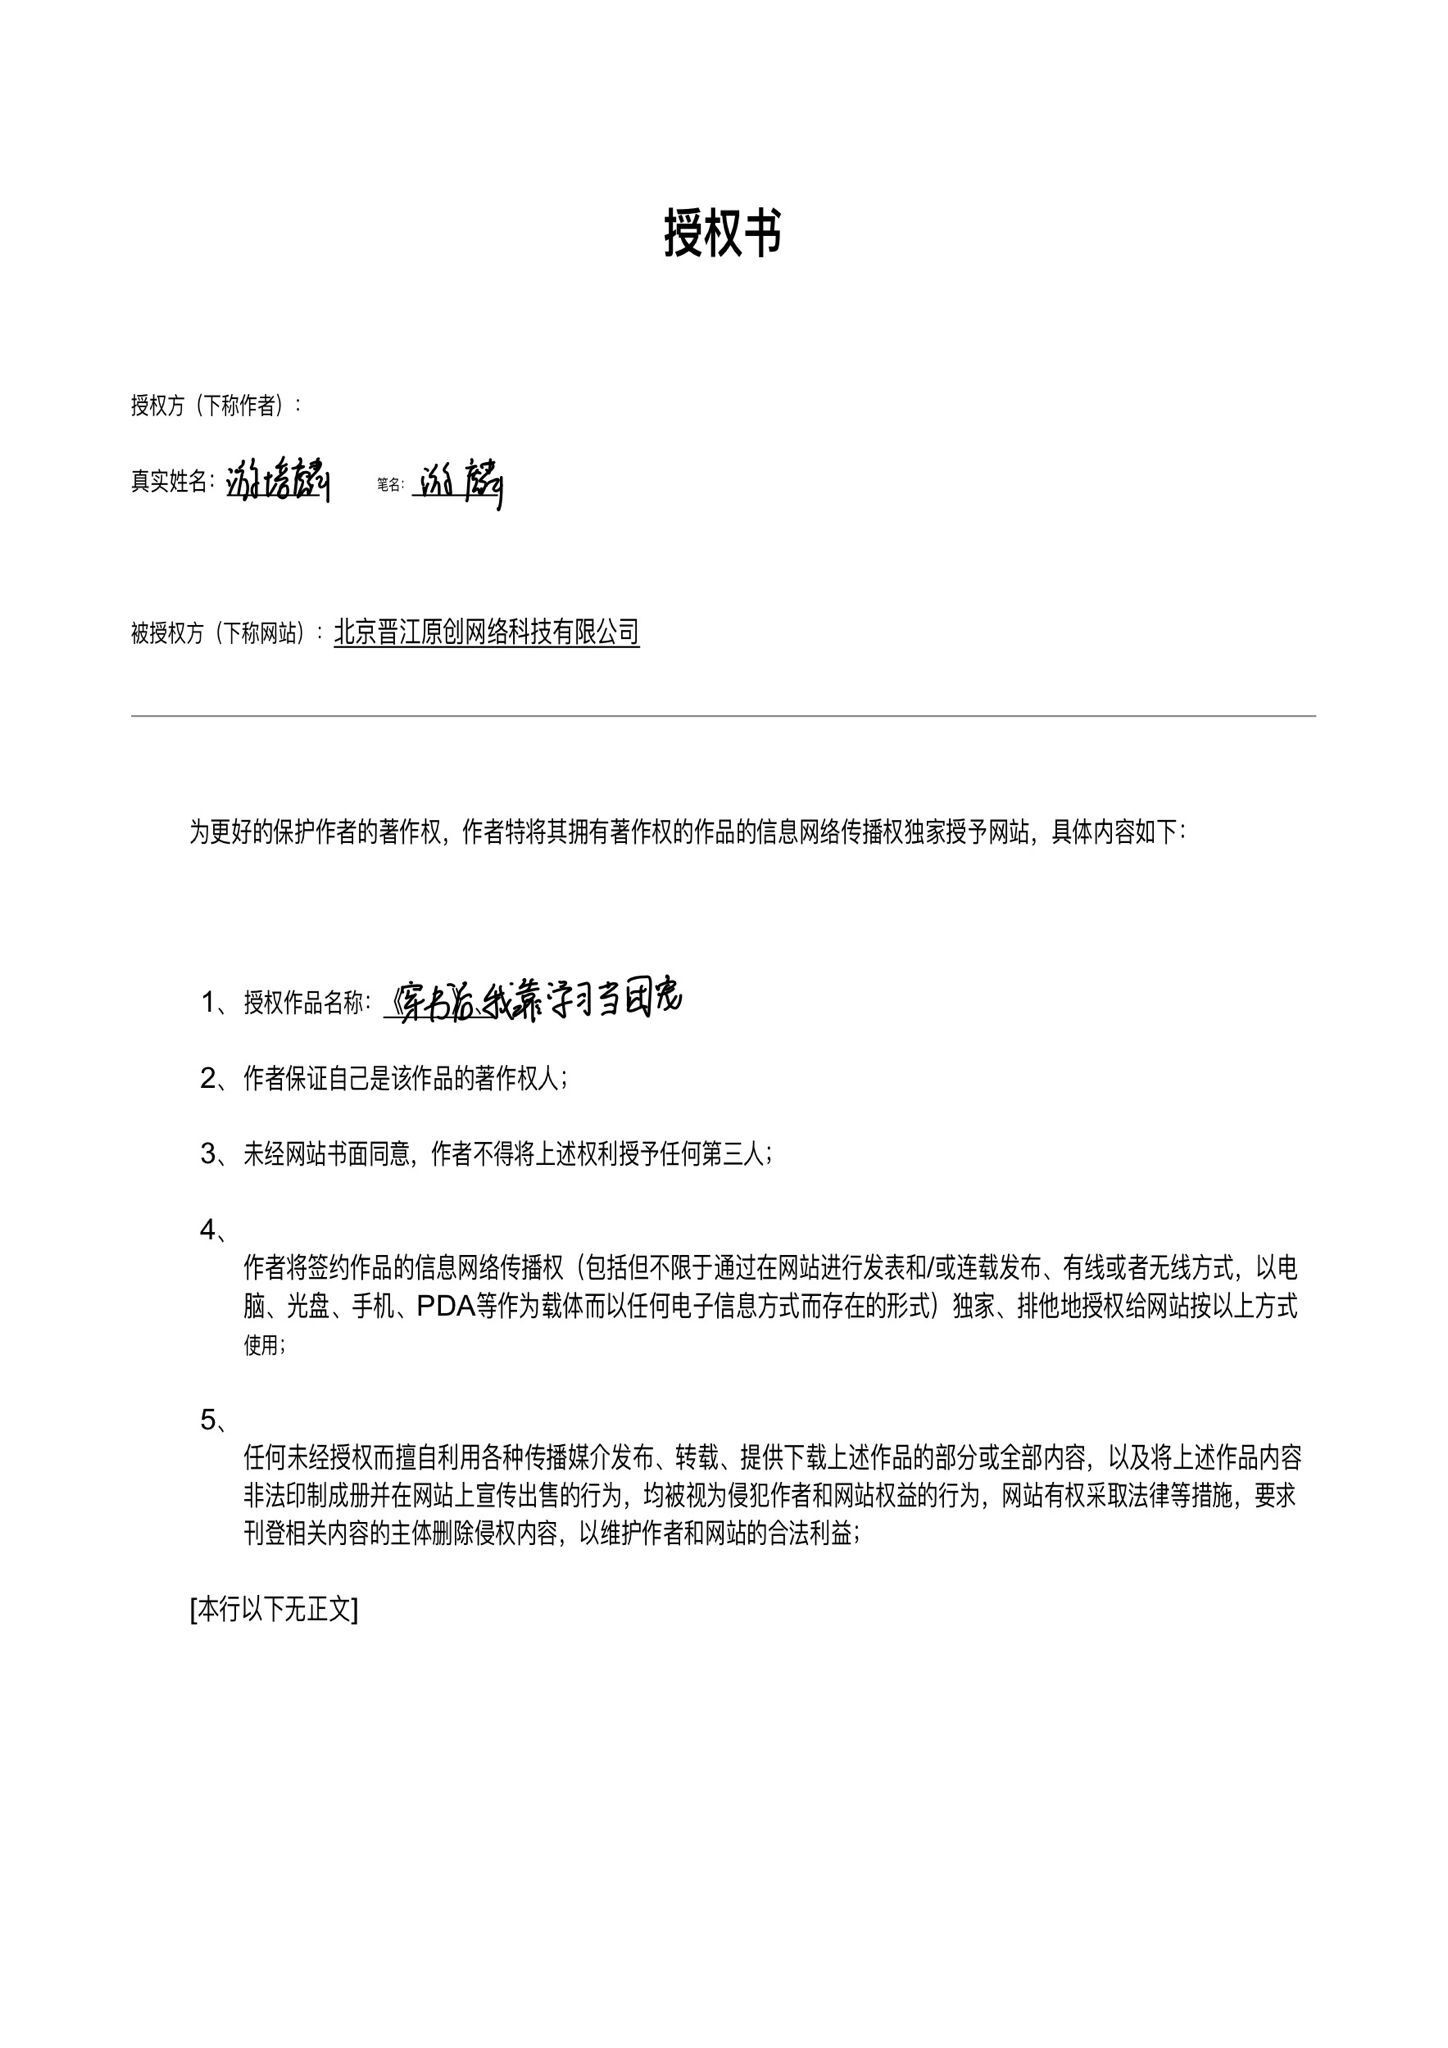 授权书
授权方（下称作者）：
真实姓名：游培麟 笔名：游麟
被授权方（下称网站）：北京晋江原创网络科技有限公司
为更好的保护作者的著作权，作者特将其拥有著作权的作品的信息网络传播权独家授予网站，具体内容如下：
1、授权作品名称：《穿书后》、我靠学习当团宠
2、作者保证自己是该作品的著作权人；
3、未经网站书面同意，作者不得将上述权利授予任何第三人；
4、
作者将签约作品的信息网络传播权（包括但不限于通过在网站进行发表和/或连载发布、有线或者无线方式，以电
脑、光盘、手机、PDA等作为载体而以任何电子信息方式而存在的形式）独家、排他地授权给网站按以上方式
使用；
5、
任何未经授权而擅自利用各种传播媒介发布、转载、提供下载上述作品的部分或全部内容，以及将上述作品内容
非法印制成册并在网站上宣传出售的行为，均被视为侵犯作者和网站权益的行为，网站有权采取法律等措施，要求
刊登相关内容的主体删除侵权内容，以维护作者和网站的合法利益；
[本行以下无正文]